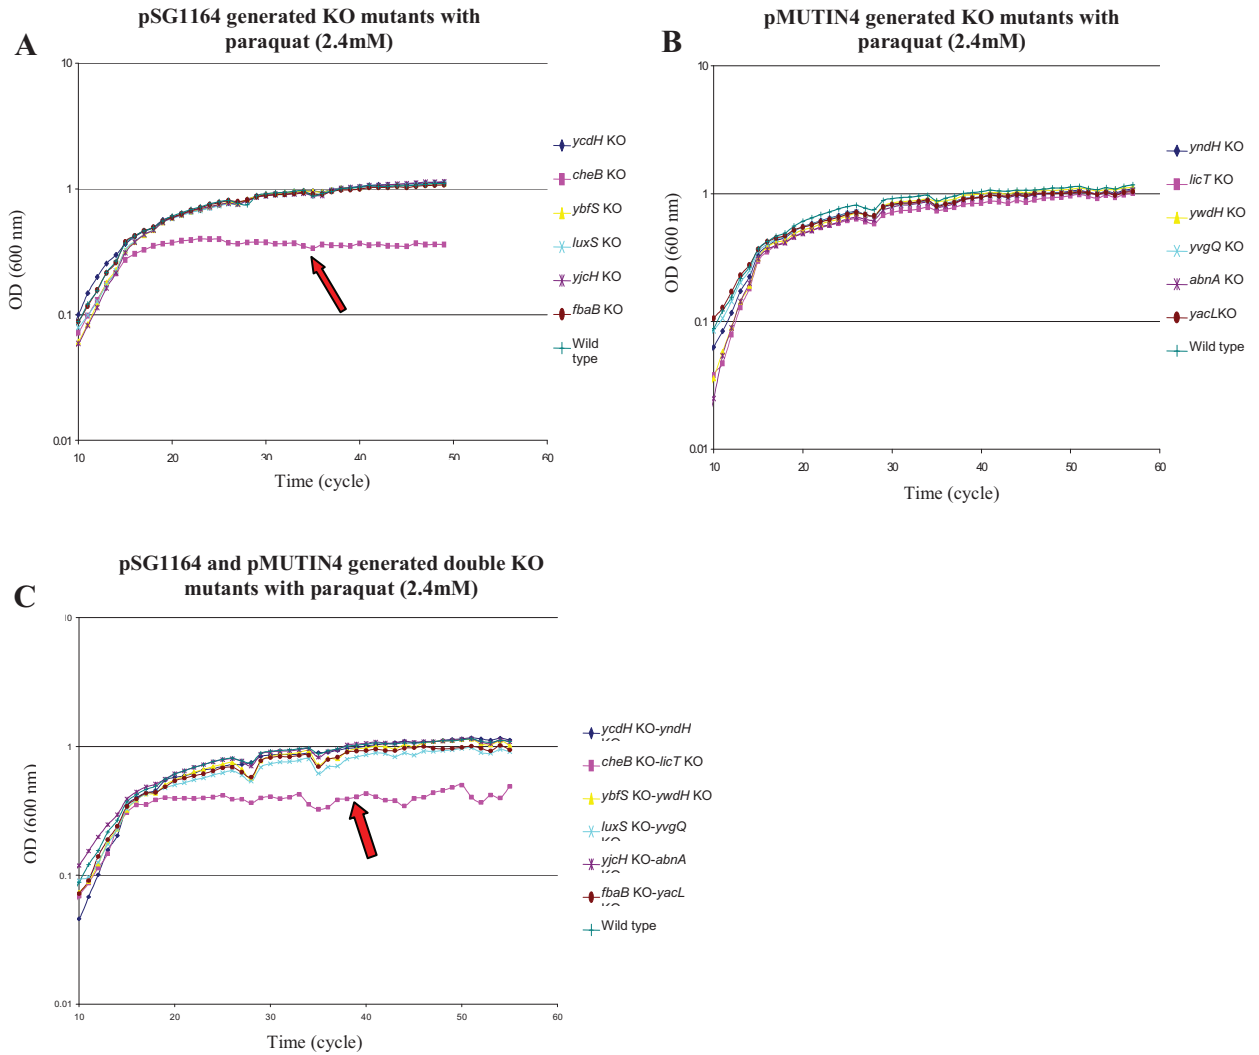 A
pSG1164 generated KO mutants with
paraquat (2.4mM)
10
1
0.1
0.01
10
20
30
40
50
60
OD (600 nm)
Time (cycle)
ycdH KO
cheB KO
ybfS KO
luxS KO
yjcH KO
fbaB KO
Wild
type
B
pMUTIN4 generated KO mutants with
paraquat (2.4mM)
10
1
0.1
0.01
10
20
30
40
50
60
OD (600 nm)
Time (cycle)
yndH KO
licT KO
ywdH KO
yvgQ KO
abnA KO
yacLKO
Wild type
C
pSG1164 and pMUTIN4 generated double KO
mutants with paraquat (2.4mM)
10
1
0.1
0.01
10
20
30
40
50
60
OD (600 nm)
Time (cycle)
ycdH KO-yndH
cheB KO-licT KO
ybfS KO-ywdH KO
luxS KO-yvgQ
yjcH KO-abnA
fbaB KO-yacL
Wild type